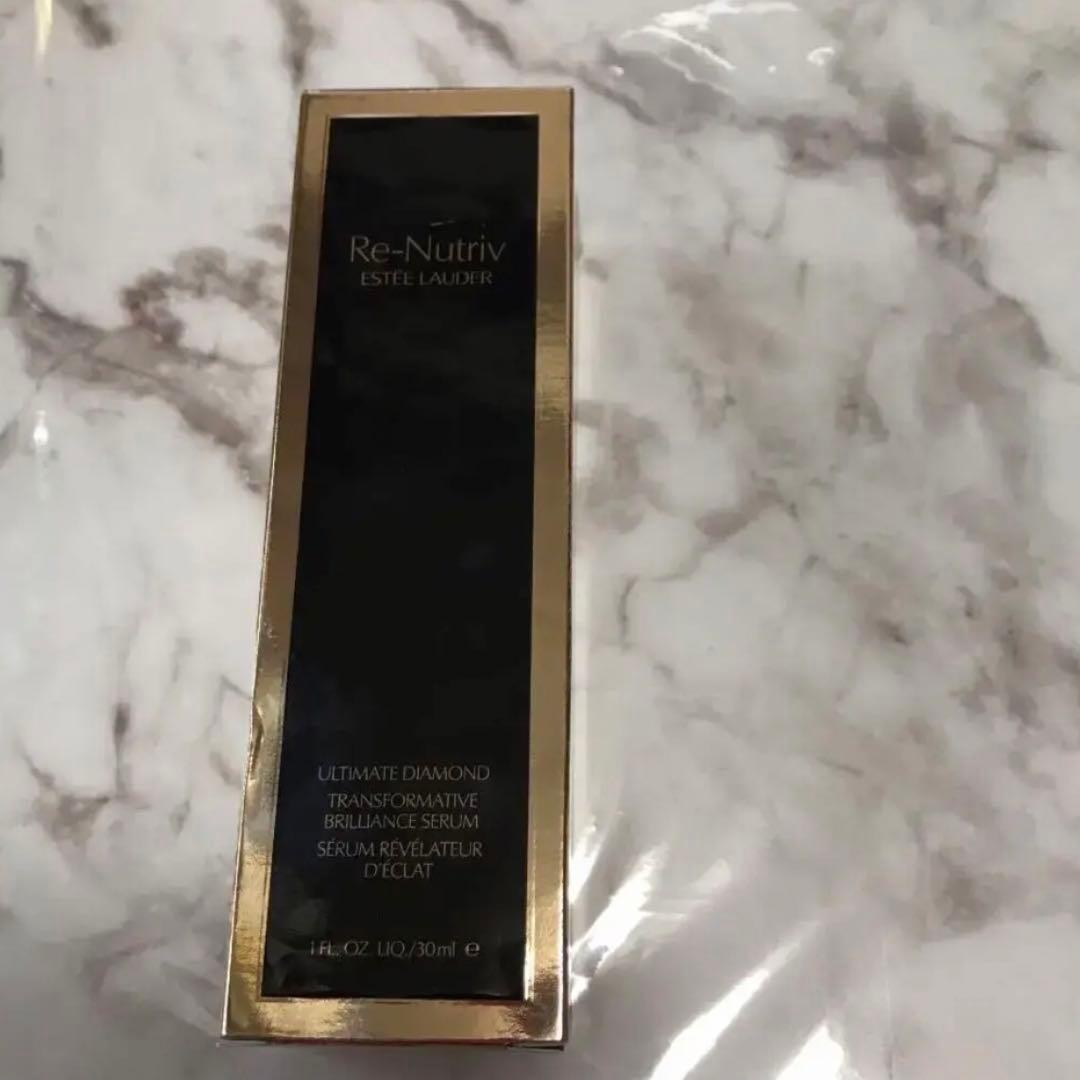 Re-Nutriv
ESTĒE LAUDER
ULTIMATE DIAMOND
TRANSFORMATIVE
BRILLIANCE SERUM
SÉRUM RÉVÉLATEUR
D'ÉCLAT
1 FL. OZ. LIQ./30ml ℮